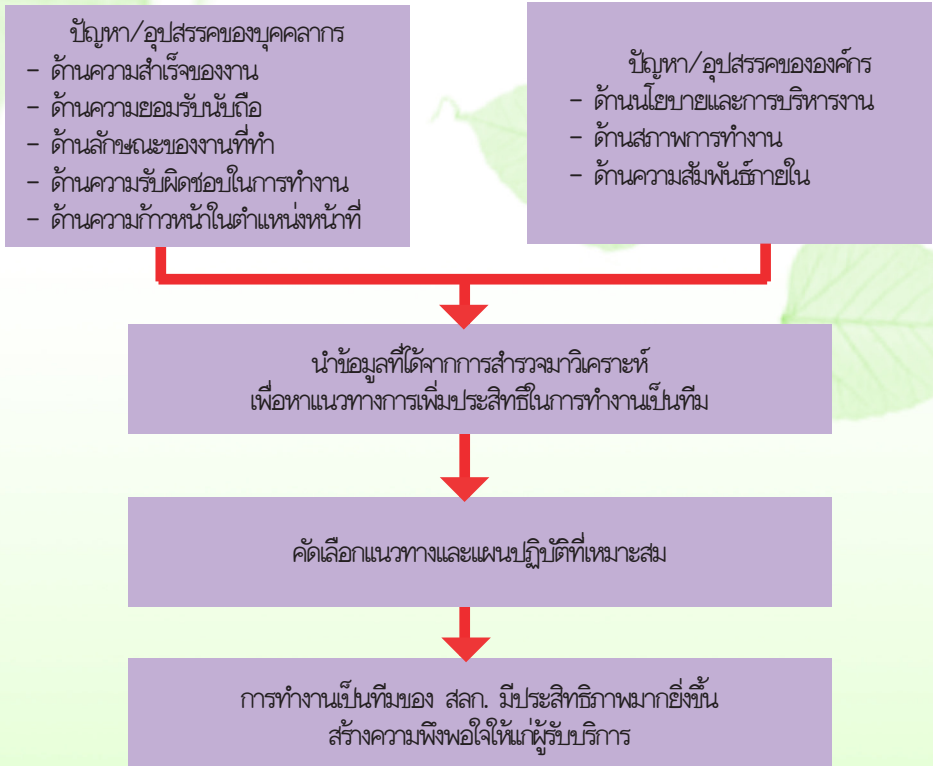 ปัญหา/อุปสรรคของบุคคลากร
- ด้านความสำเร็จของงาน
- ด้านความยอมรับนับถือ
- ด้านลักษณะของงานที่ทำ
- ด้านความรับผิดชอบในการทำงาน
- ด้านความก้าวหน้าในตำแหน่งหน้าที่
ปัญหา/อุปสรรคขององค์กร
- ด้านนโยบายและการบริหารงาน
- ด้านสภาพการทำงาน
- ด้านความสัมพันธ์ภายใน
นำข้อมูลที่ได้จากการสำรวจมาวิเคราะห์
เพื่อหาแนวทางการเพิ่มประสิทธิในการทำงานเป็นทีม
คัดเลือกแนวทางและแผนปฏิบัติที่เหมาะสม
การทำงานเป็นทีมของ สลก. มีประสิทธิภาพมากยิ่งขึ้น
สร้างความพึงพอใจให้แก่ผู้รับบริการ